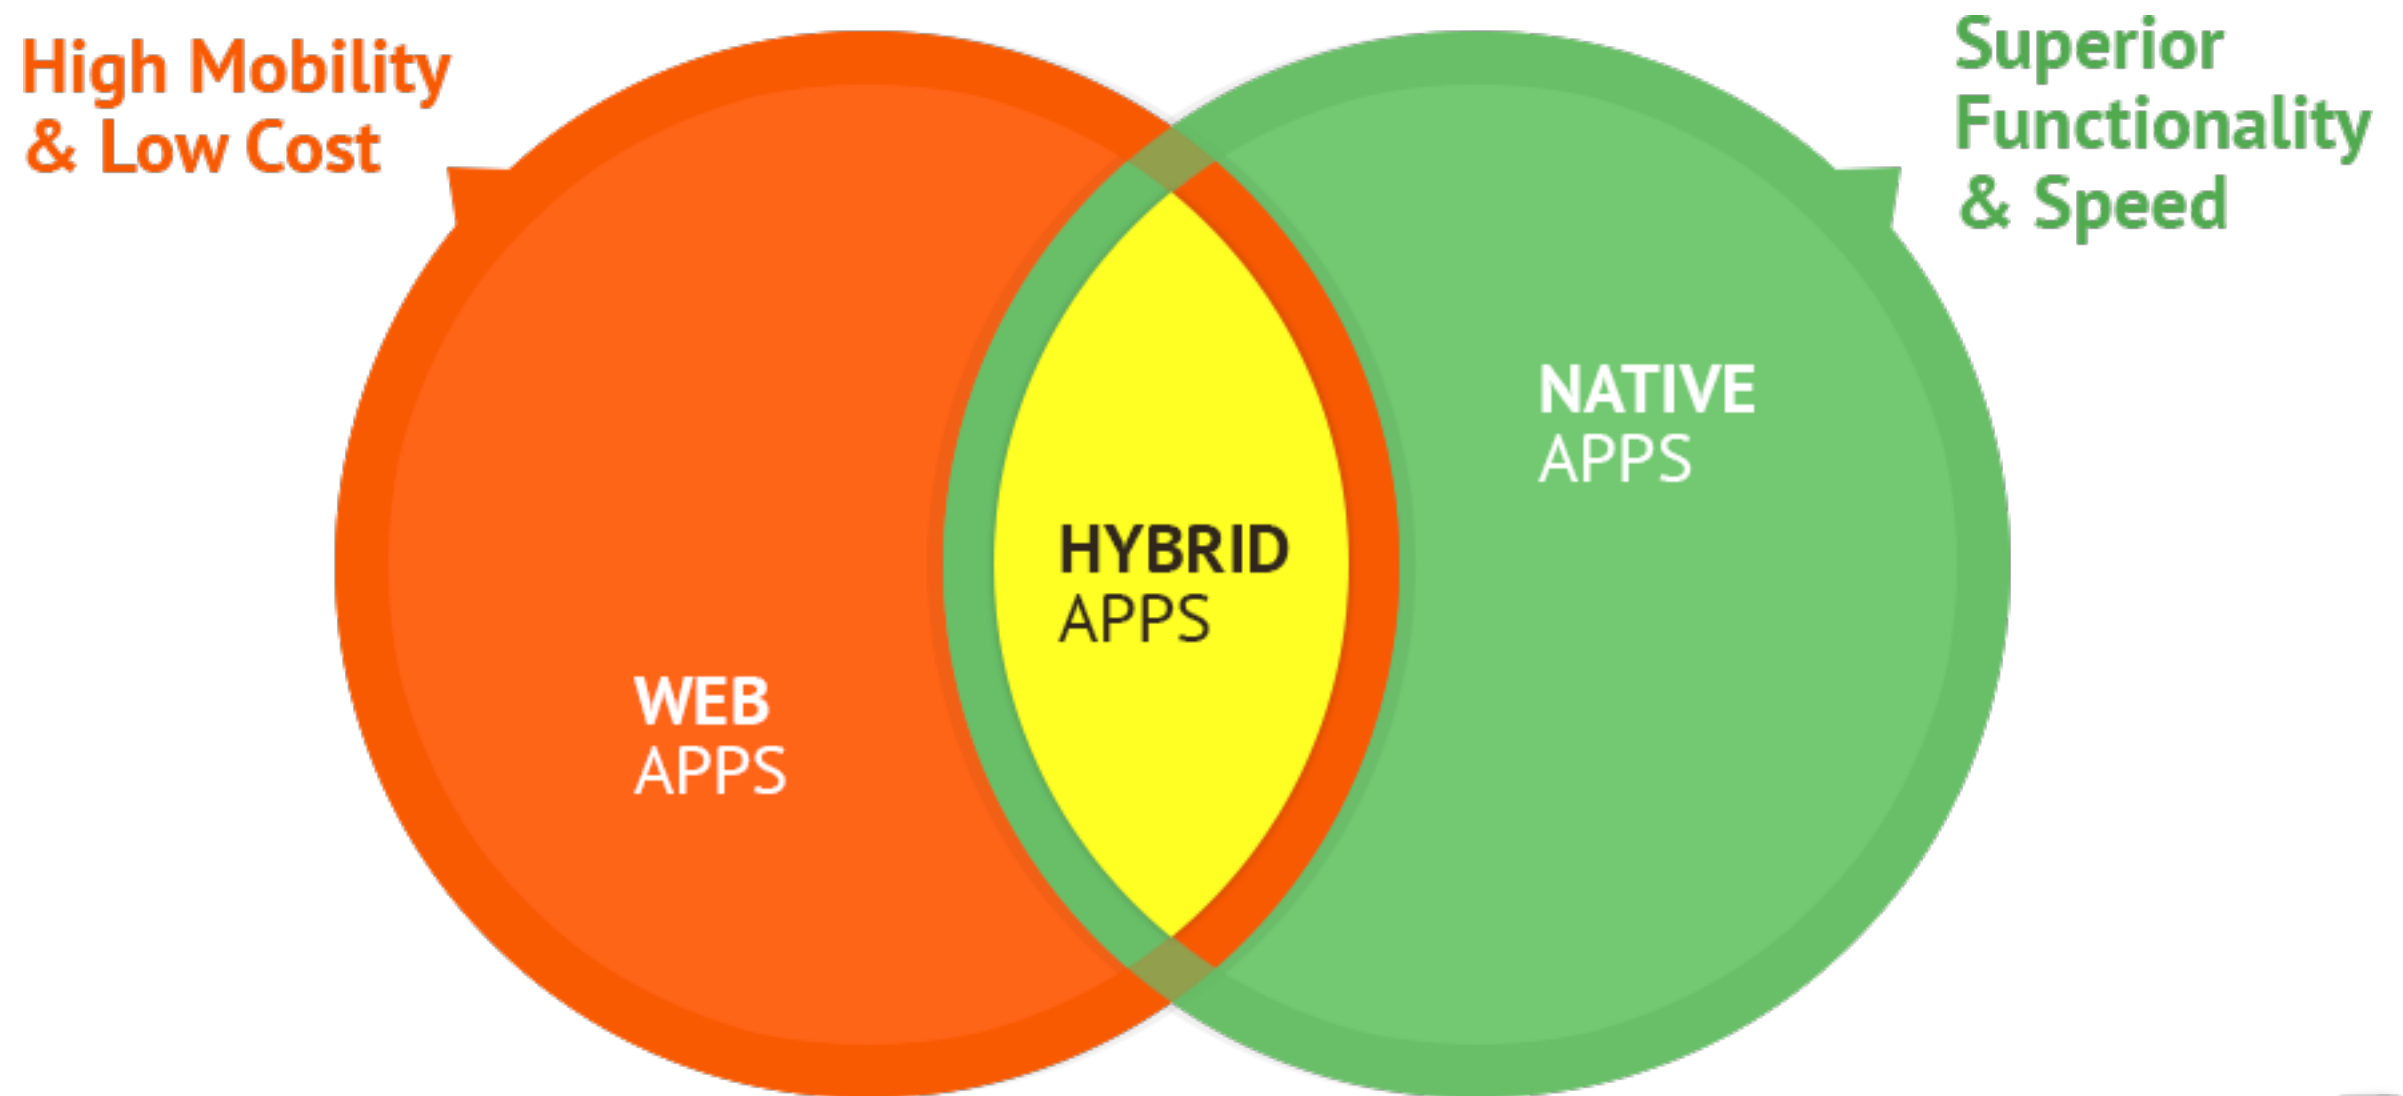 High Mobility
& Low Cost
Superior
Functionality
& Speed
NATIVE
APPS
HYBRID
APPS
WEB
APPS